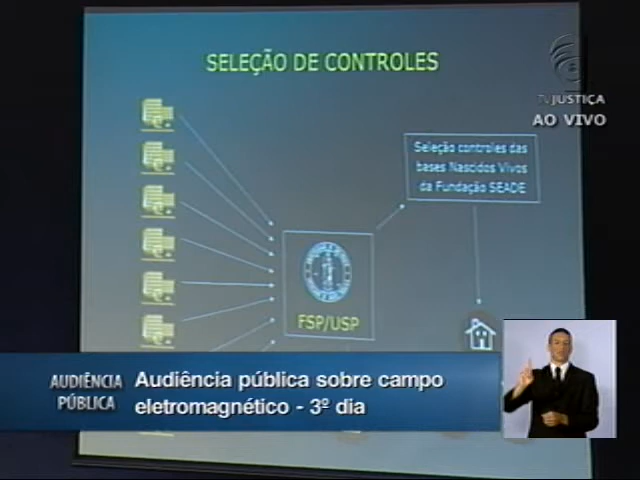 SELEÇÃO DE CONTROLES
TV JUSTIÇA
AO VIVO
Seleção controles das
bases Nascidos Vivos
da Fundação SEADE
FSP/USP
AUDIÊNCIA
PÚBLICA
Audiência pública sobre campo
eletromagnético - 3º dia